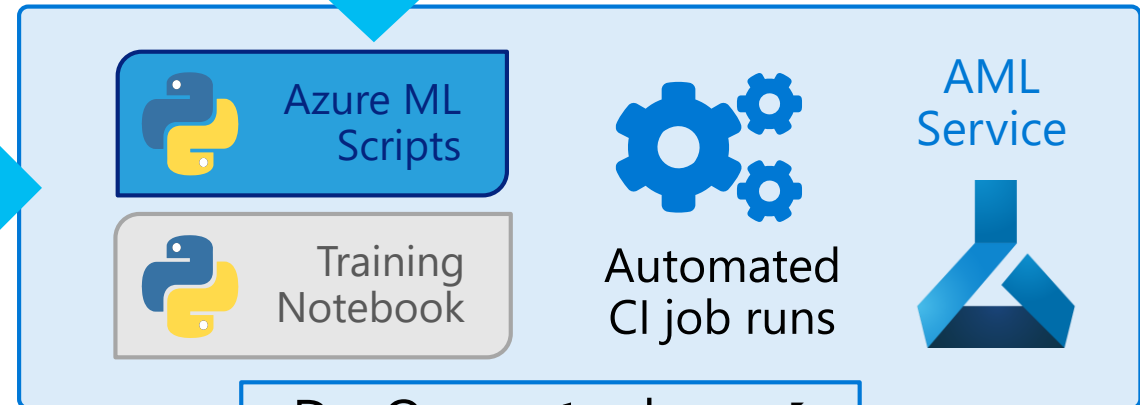 Azure ML
Scripts
Training
Notebook
Automated
CI job runs
AML
Service